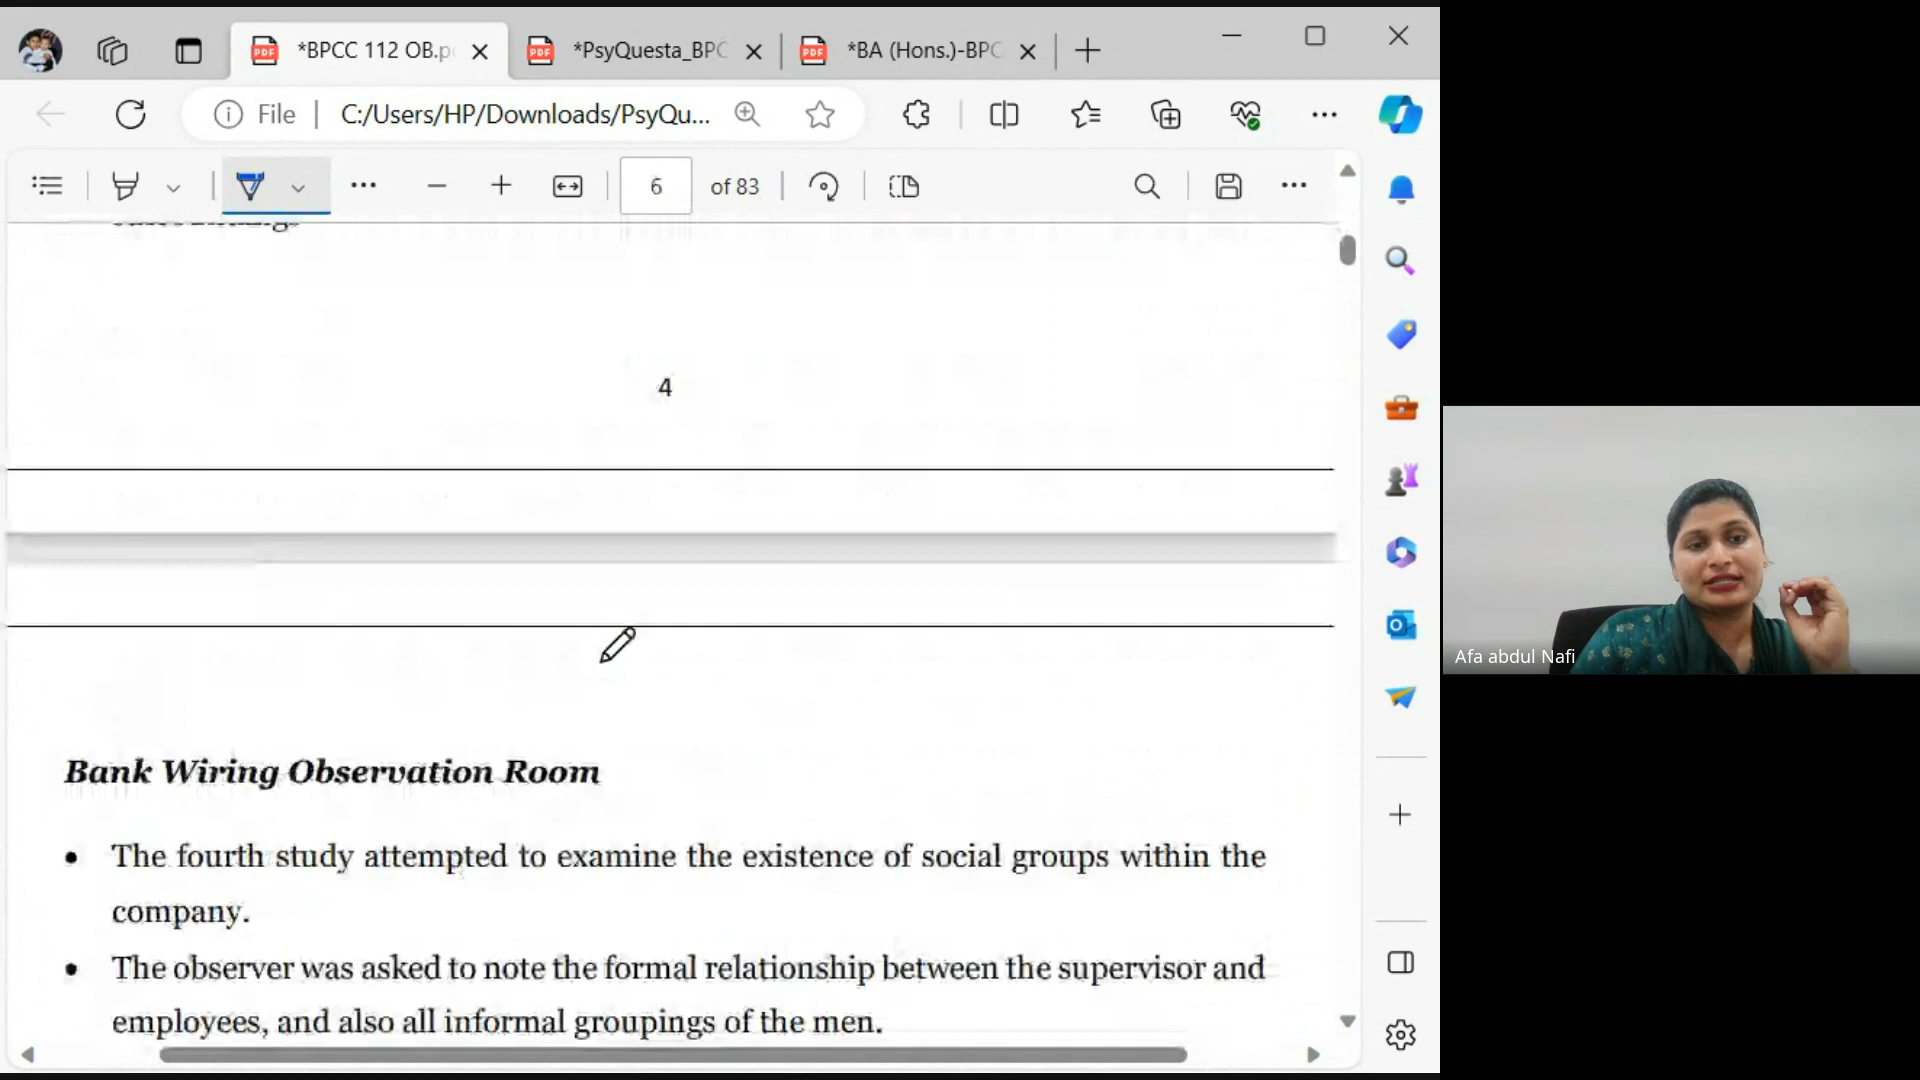 *BPCC 112 OB.p
*PsyQuesta_BPC
*BA (Hons.)-BPC
File
C:/Users/HP/Downloads/PsyQu...
6 of 83
4
Bank Wiring Observation Room
• The fourth study attempted to examine the existence of social groups within the
company.
• The observer was asked to note the formal relationship between the supervisor and
employees, and also all informal groupings of the men.
Afa abdul Nafi